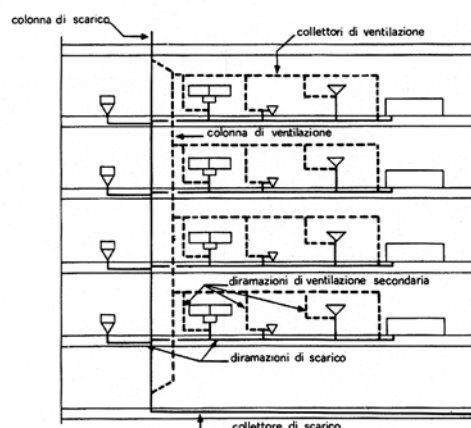 colonna di scarico
collettori di ventilazione
colonna di ventilazione
diramazioni di ventilazione secondaria
diramazioni di scarico
collettore di scarico